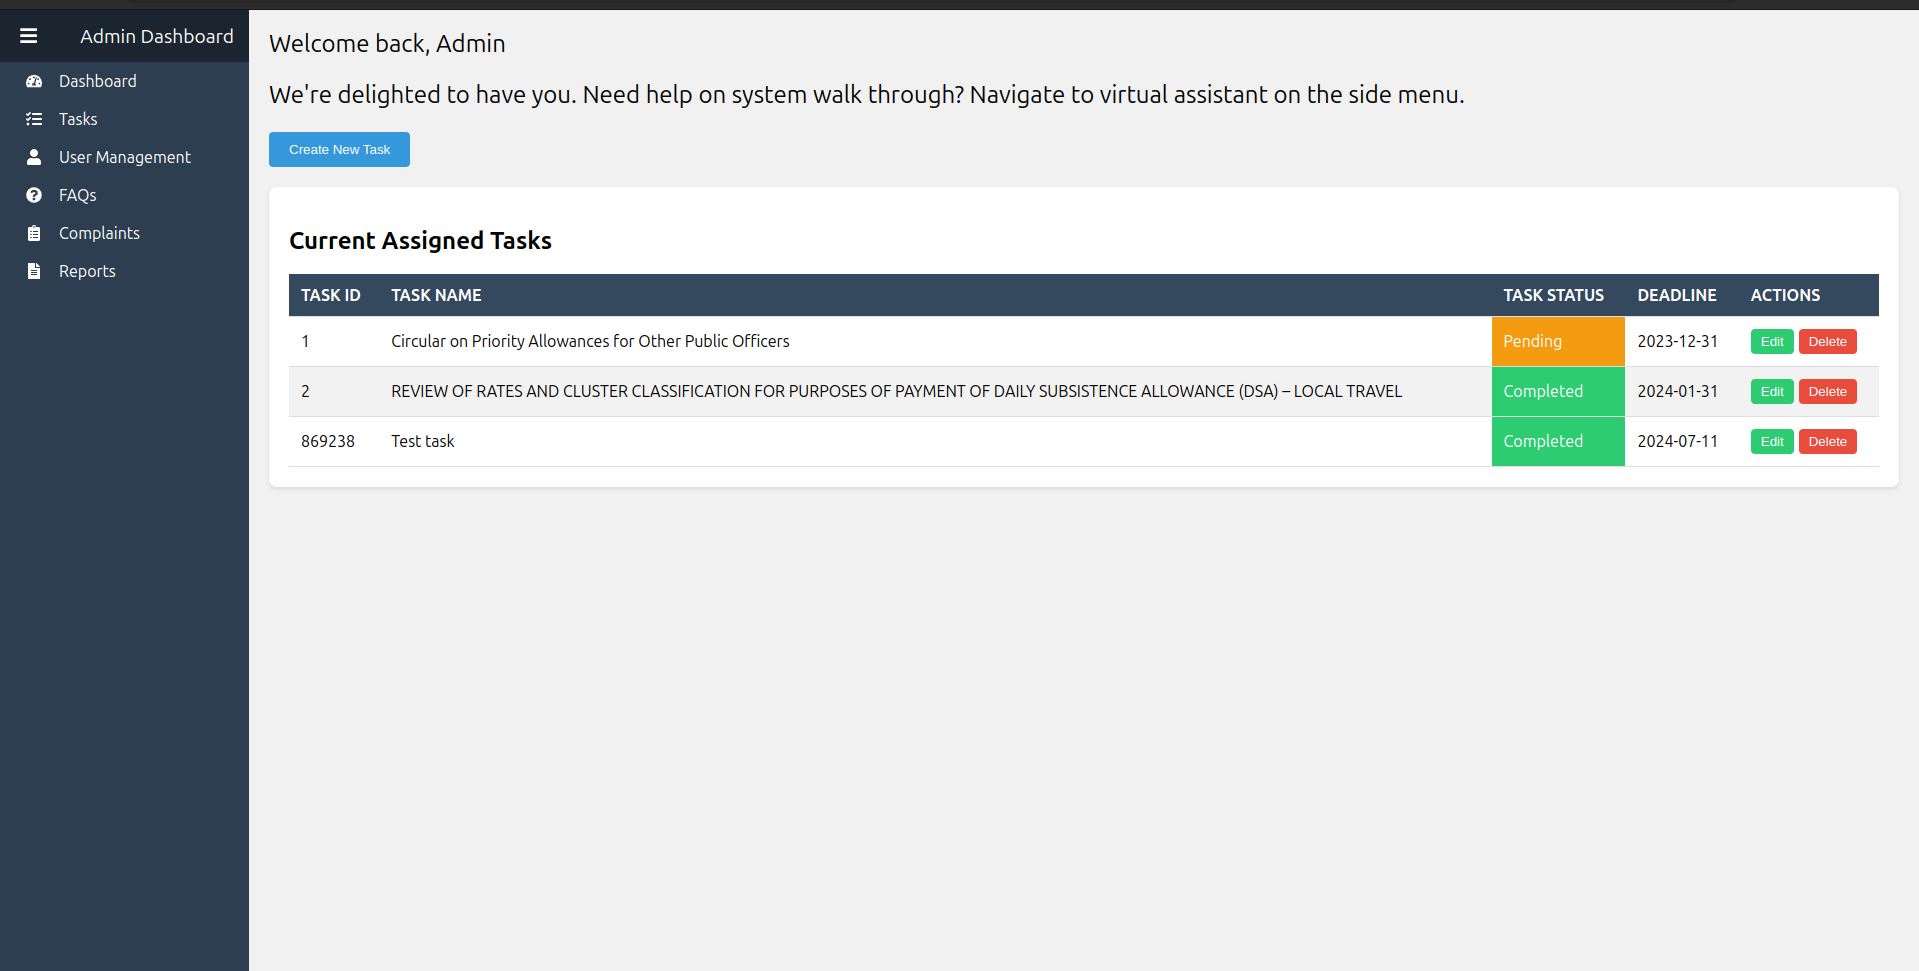 Admin Dashboard
Dashboard
Tasks
User Management
FAQs
Complaints
Reports
Welcome back, Admin
We're delighted to have you. Need help on system walk through? Navigate to virtual assistant on the side menu.
Create New Task
Current Assigned Tasks
TASK ID TASK NAME TASK STATUS DEADLINE ACTIONS
1 Circular on Priority Allowances for Other Public Officers Pending 2023-12-31 Edit Delete
2 REVIEW OF RATES AND CLUSTER CLASSIFICATION FOR PURPOSES OF PAYMENT OF DAILY SUBSISTENCE ALLOWANCE (DSA) – LOCAL TRAVEL Completed 2024-01-31 Edit Delete
869238 Test task Completed 2024-07-11 Edit Delete